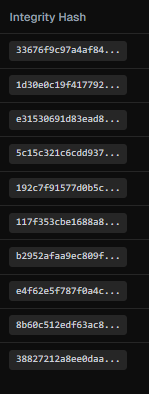 Integrity Hash
33676f9c97a4af84...
1d30e0c19f417792...
e31530691d83ead8...
5c15c321c6cdd937...
192c7f91577d0b5c...
117f353cbe1688a8...
b2952afaa9ec809f...
e4f62e5f787f0a4c...
8b60c512edf63ac8...
38827212a8ee0daa...